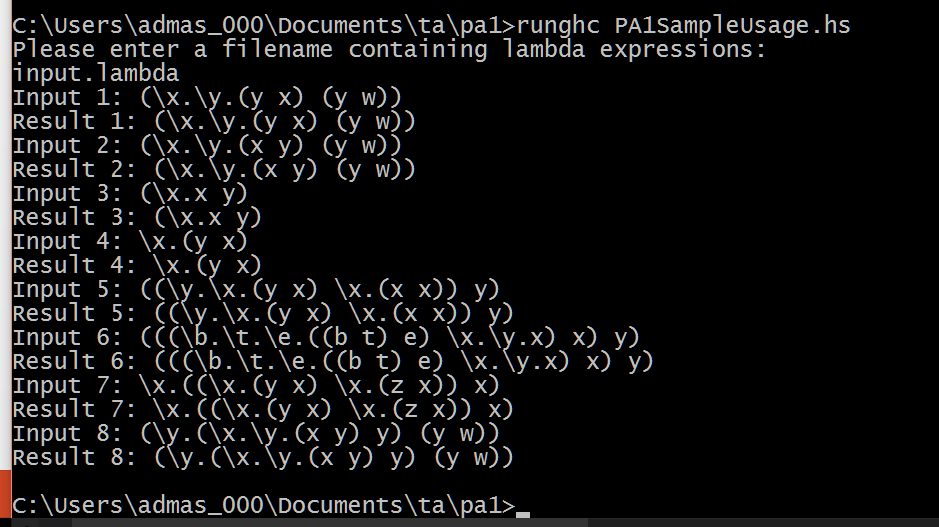 C:\Users\admas_000\Documents\ta\pa1>runghc PA1SampleUsage.hs
Please enter a filename containing lambda expressions:
input.lambda
Input 1: (\x.\y.(y x) (y w))
Result 1: (\x.\y.(y x) (y w))
Input 2: (\x.\y.(x y) (y w))
Result 2: (\x.\y.(x y) (y w))
Input 3: (\x.x y)
Result 3: (\x.x y)
Input 4: \x.(y x)
Result 4: \x.(y x)
Input 5: ((\y.\x.(y x) \x.(x x)) y)
Result 5: ((\y.\x.(y x) \x.(x x)) y)
Input 6: (((\b.\t.\e.((b t) e) \x.\y.x) x) y)
Result 6: (((\b.\t.\e.((b t) e) \x.\y.x) x) y)
Input 7: \x.((\x.(y x) \x.(z x)) x)
Result 7: \x.((\x.(y x) \x.(z x)) x)
Input 8: (\y.(\x.\y.(x y) y) (y w))
Result 8: (\y.(\x.\y.(x y) y) (y w))
C:\Users\admas_000\Documents\ta\pa1>